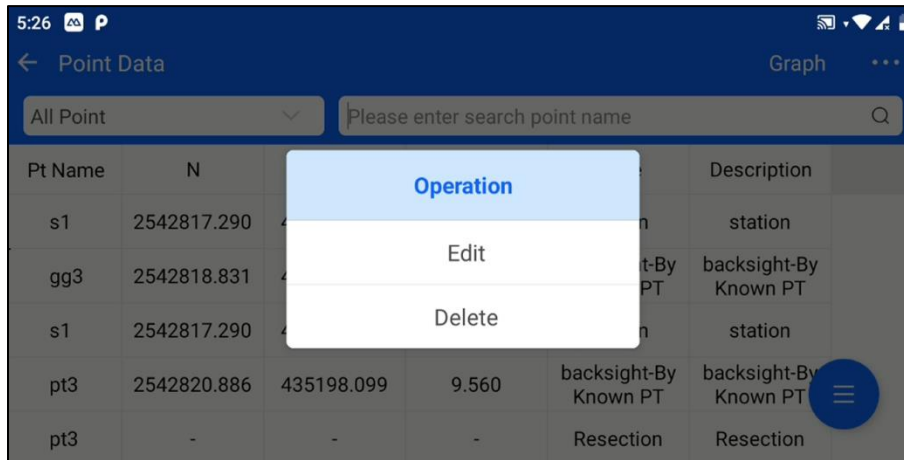 5:26
Point Data Graph
All Point Please enter search point name
Pt Name N Description
Operation
s1 2542817.290 station
Edit
gg3 2542818.831 backsight-By
Known PT
s1 2542817.290 station
Delete
pt3 2542820.886 435198.099 9.560 backsight-By backsight-By
Known PT Known PT
pt3 - - - Resection Resection